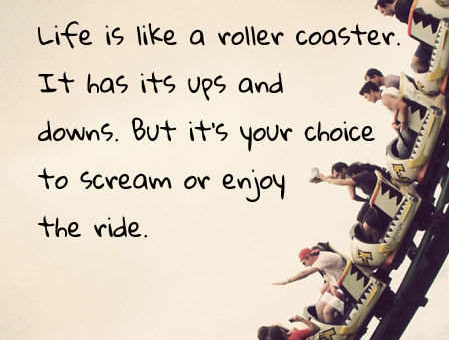 Life is like a roller coaster.
It has its ups and
downs. But it's your choice
to scream or enjoy
the ride.